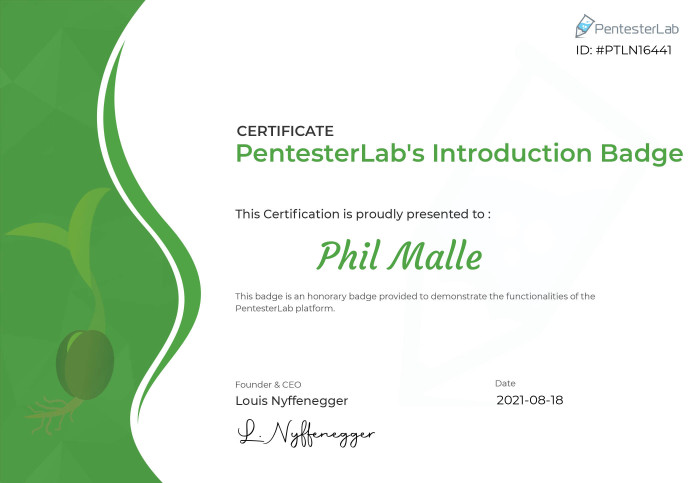 PentesterLab
ID: #PTLN16441
CERTIFICATE
PentesterLab's Introduction Badge
This Certification is proudly presented to :
Phil Malle
This badge is an honorary badge provided to demonstrate the functionalities of the
PentesterLab platform.
Founder & CEO
Louis Nyffenegger
L. Nyffenegger
Date
2021-08-18